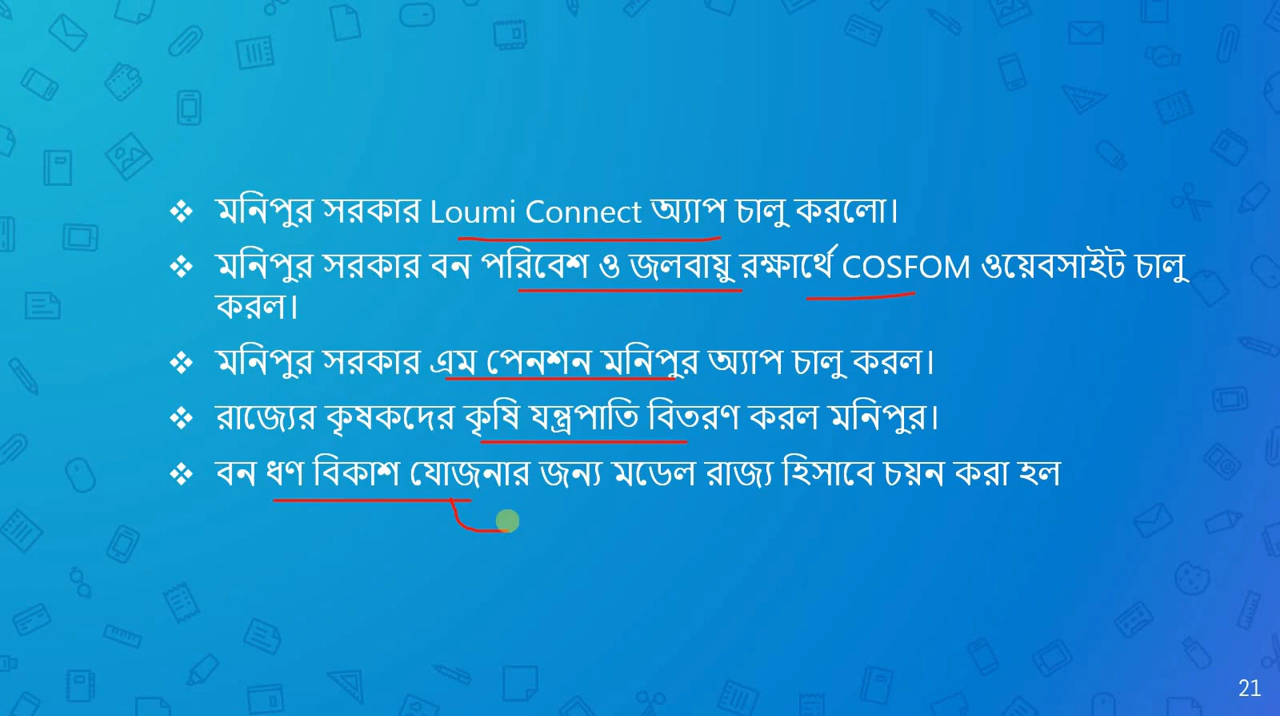 ❖ মনিপুর সরকার Loumi Connect অ্যাপ চালু করলো।
❖ মনিপুর সরকার বন পরিবেশ ও জলবায়ু রক্ষার্থে COSFOM ওয়েবসাইট চালু
করল।
❖ মনিপুর সরকার এম পেনশন মনিপুর অ্যাপ চালু করল।
❖ রাজ্যের কৃষকদের কৃষি যন্ত্রপাতি বিতরণ করল মনিপুর।
❖ বন ধণ বিকাশ যোজনার জন্য মডেল রাজ্য হিসাবে চয়ন করা হল
21